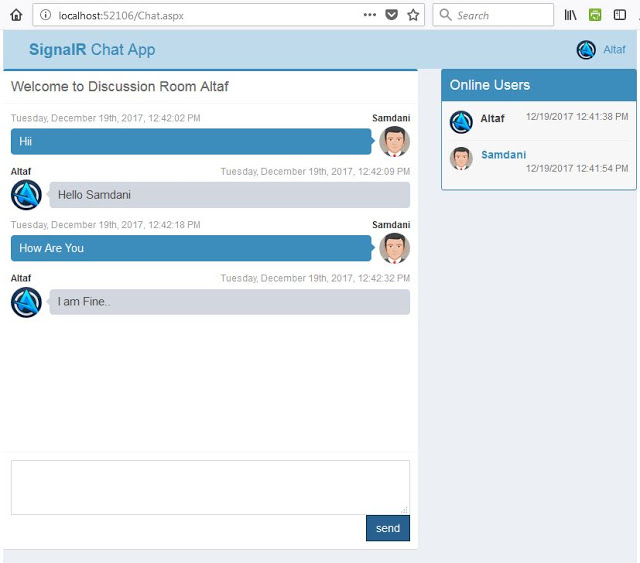 localhost:52106/Chat.aspx
Search
SignalR Chat App
Altaf
Welcome to Discussion Room Altaf
Tuesday, December 19th, 2017, 12:42:02 PM
Samdani
Hii
Altaf
Tuesday, December 19th, 2017, 12:42:09 PM
Hello Samdani
Tuesday, December 19th, 2017, 12:42:18 PM
Samdani
How Are You
Altaf
Tuesday, December 19th, 2017, 12:42:32 PM
I am Fine..
send
Online Users
Altaf
12/19/2017 12:41:38 PM
Samdani
12/19/2017 12:41:54 PM